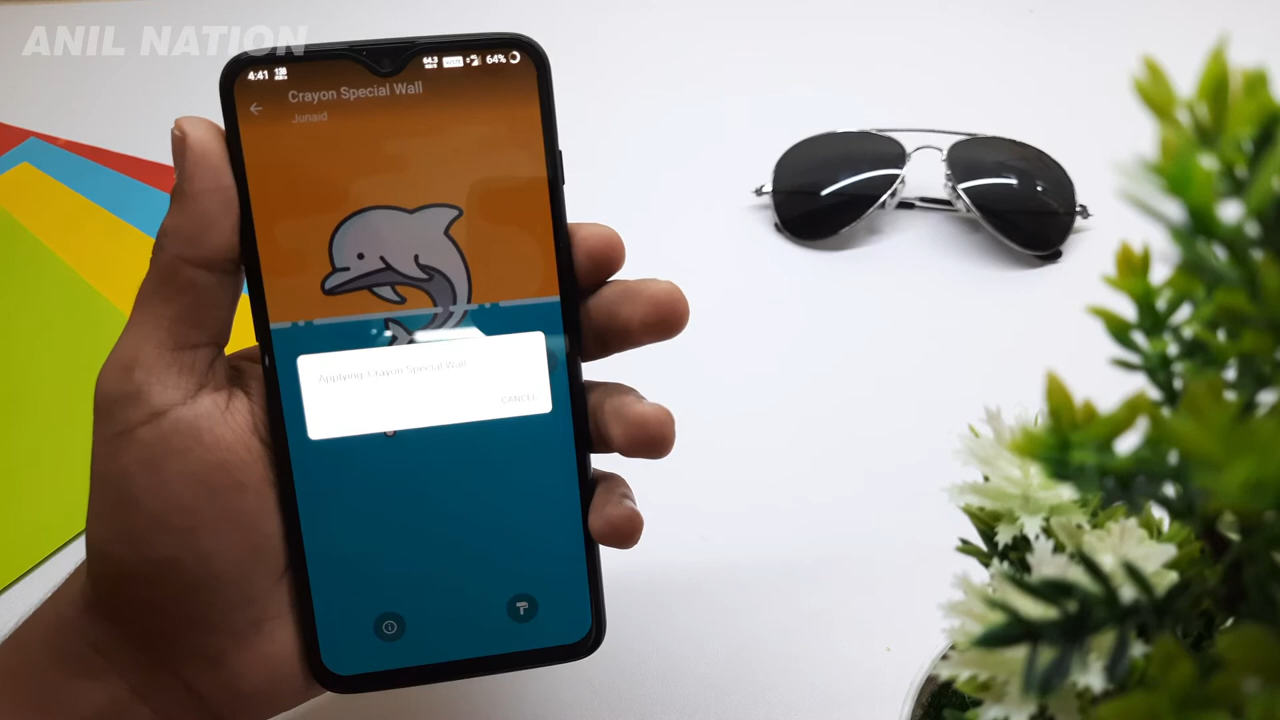 ANIL NATION
4:41
64%
Crayon Special Wall
Junaid
Applying: Crayon Special Wall
CANCEL